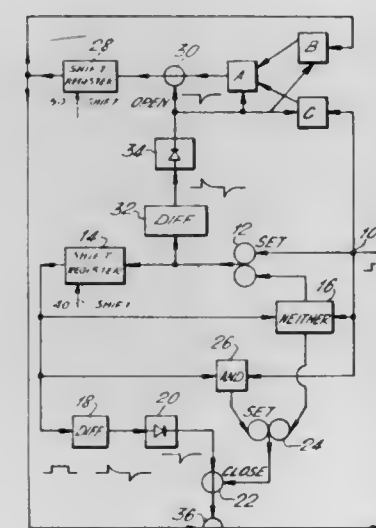 28
SHIFT REGISTER
50 SHIFT
30
OPEN
A
B
C
34
32
DIFF
14
SHIFT REGISTER
40 SHIFT
12
SET
10
16
NEITHER
26
AND
18
DIFF
20
SET
24
CLOSE
22
36